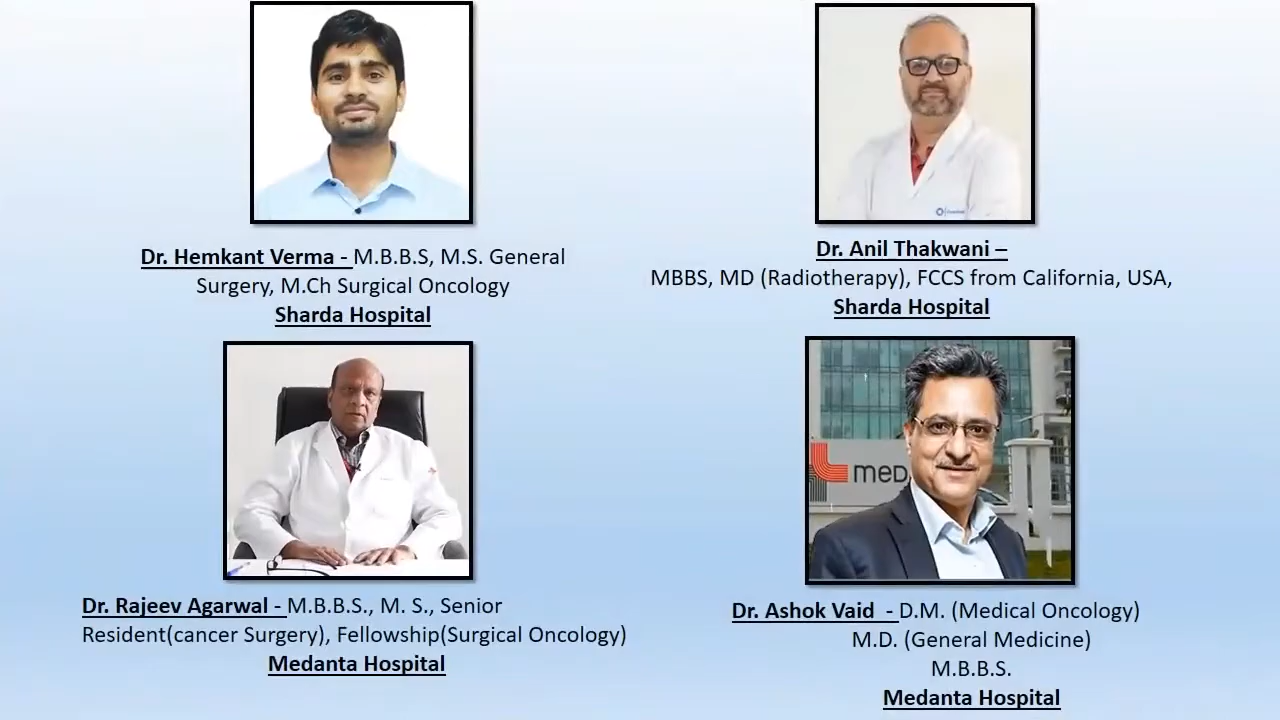 Dr. Hemkant Verma - M.B.B.S, M.S. General
Surgery, M.Ch Surgical Oncology
Sharda Hospital
Dr. Anil Thakwani –
MBBS, MD (Radiotherapy), FCCS from California, USA,
Sharda Hospital
med
Dr. Rajeev Agarwal - M.B.B.S., M. S., Senior
Resident(cancer Surgery), Fellowship(Surgical Oncology)
Medanta Hospital
Dr. Ashok Vaid - D.M. (Medical Oncology)
M.D. (General Medicine)
M.B.B.S.
Medanta Hospital